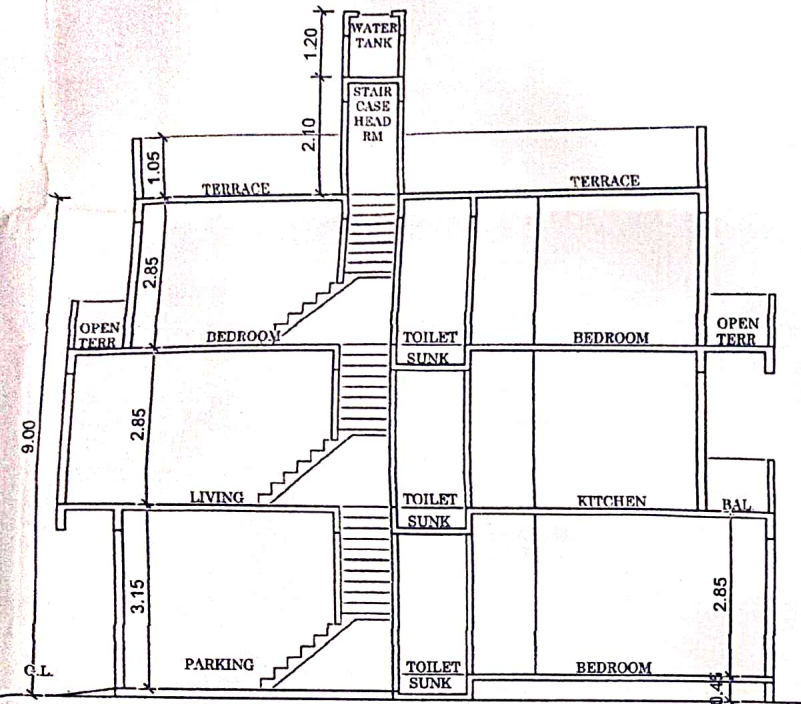 WATER
TANK
1.20
STAIR
CASE
HEAD
RM
2.10
1.05
TERRACE
TERRACE
2.85
OPEN
TERR
BEDROOM
TOILET
SUNK
BEDROOM
OPEN
TERR
9.00
2.85
LIVING
TOILET
SUNK
KITCHEN
BAL.
3.15
2.85
G.L.
PARKING
TOILET
SUNK
BEDROOM
0.45